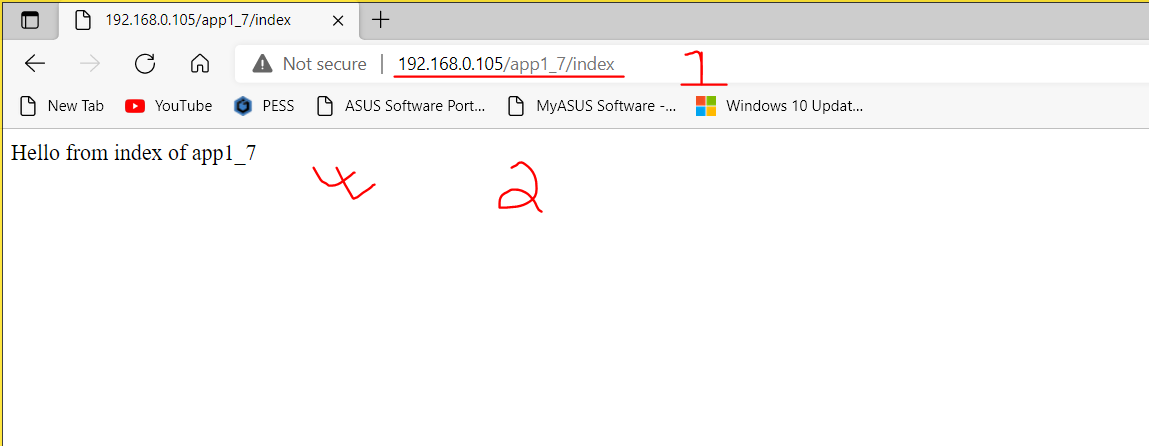 192.168.0.105/app1_7/index
Not secure | 192.168.0.105/app1_7/index 1
New Tab YouTube PESS ASUS Software Port... MyASUS Software -... Windows 10 Updat...
Hello from index of app1_7
2